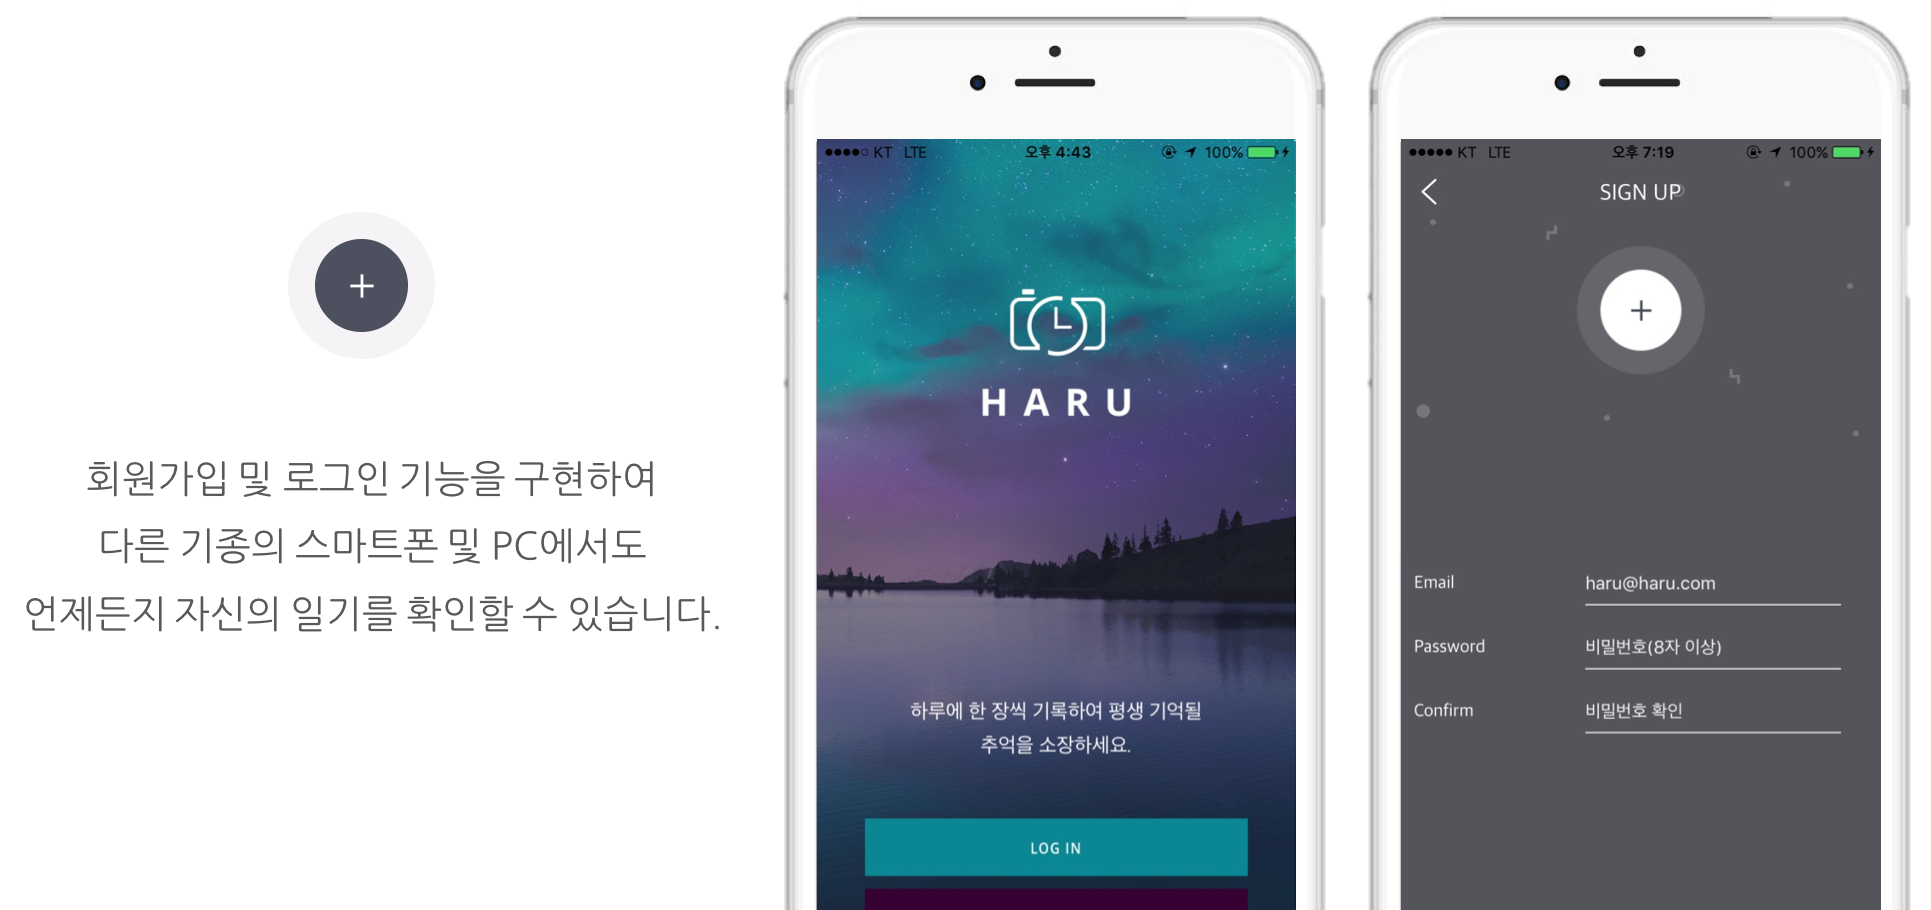 회원가입 및 로그인 기능을 구현하여
다른 기종의 스마트폰 및 PC에서도
언제든지 자신의 일기를 확인할 수 있습니다.
KT LTE 오후 4:43 100%
HARU
하루에 한 장씩 기록하여 평생 기억될
추억을 소장하세요.
LOG IN
KT LTE 오후 7:19 100%
SIGN UP
Email haru@haru.com
Password 비밀번호(8자 이상)
Confirm 비밀번호 확인